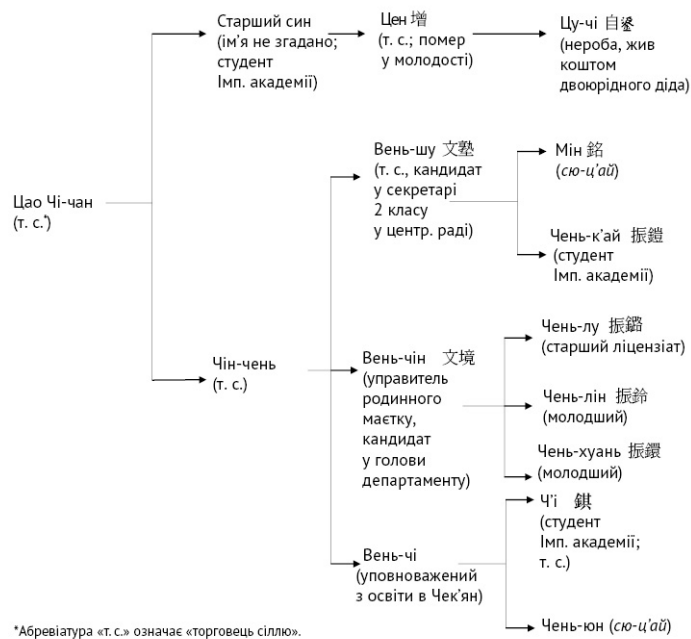 Цао Чі-чан
(т. с.*)
Старший син
(ім’я не згадано;
студент
Імп. академії)
Цен 增
(т. с.; помер
у молодості)
Цу-чі 自
(нероба, жив
коштом
двоюрідного діда)
Чін-чень
(т. с.)
Вень-шу 文塾
(т. с., кандидат
у секретарі
2 класу
у центр. раді)
Мін 銘
(сю-ц’ай)
Чень-к’ай 振鎧
(студент
Імп. академії)
Вень-чін 文境
(управитель
родинного
маєтку,
кандидат
у голови
департаменту)
Чень-лу 振鏴
(старший ліцензіат)
Чень-лін 振鈴
(молодший)
Чень-хуань 振鐶
(молодший)
Вень-чі
(уповноважений
з освіти в Чек’ян)
Ч’і 錤
(студент
Імп. академії;
т. с.)
Чень-юн (сю-ц’ай)
*Абревіатура «т. с.» означає «торговець сіллю».